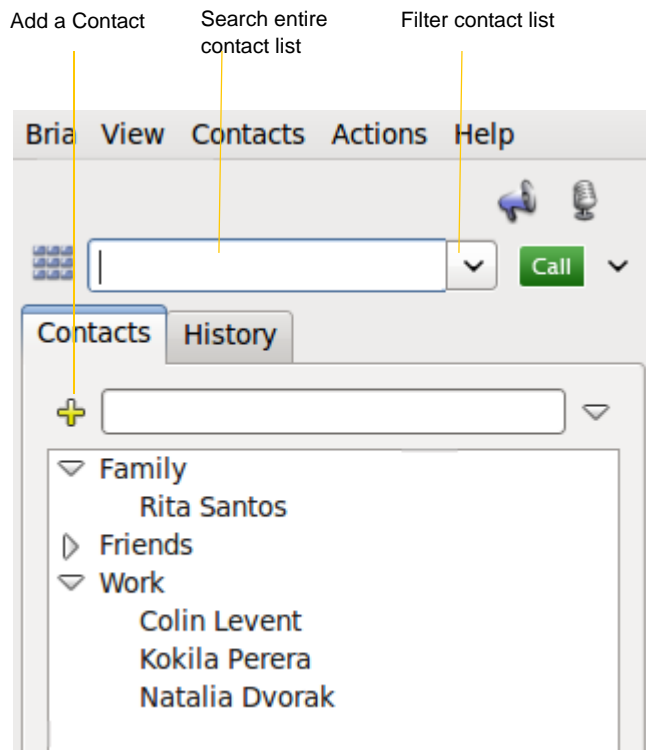 Add a Contact
Search entire
contact list
Filter contact list
Bria View Contacts Actions Help
Call
Contacts History
Family
Rita Santos
Friends
Work
Colin Levent
Kokila Perera
Natalia Dvorak